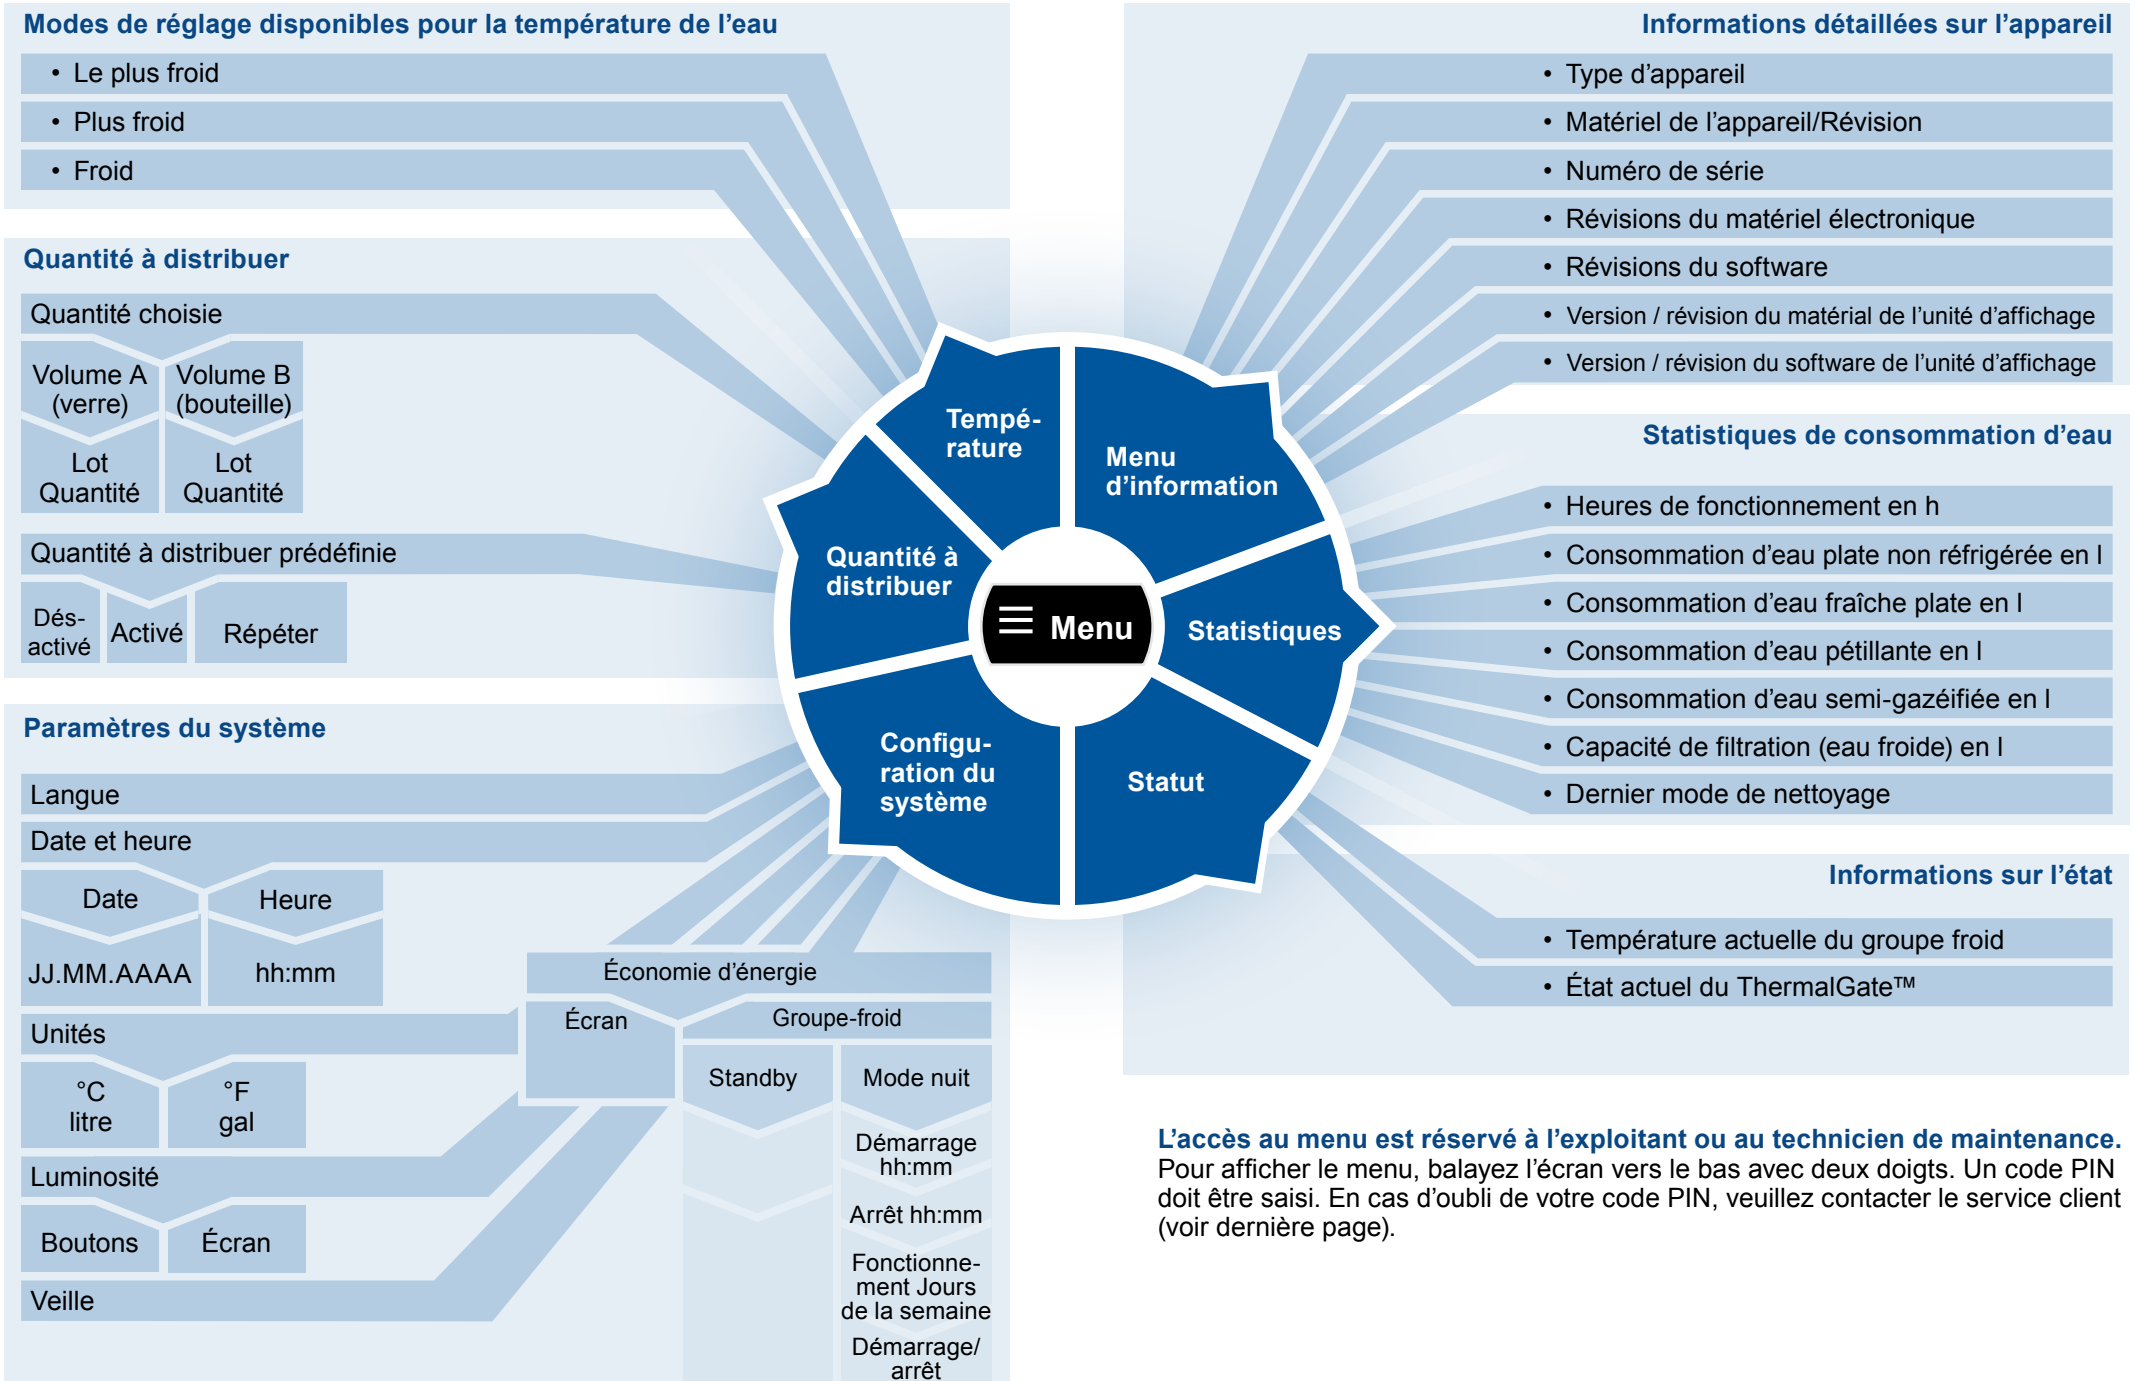 Modes de réglage disponibles pour la température de l’eau
• Le plus froid
• Plus froid
• Froid
Quantité à distribuer
Quantité choisie
Volume A
(verre)
Volume B
(bouteille)
Lot
Quantité
Lot
Quantité
Quantité à distribuer prédéfinie
Dés-
activé
Activé
Répéter
Paramètres du système
Langue
Date et heure
Date
Heure
JJ.MM.AAAA
hh:mm
Unités
°C
litre
°F
gal
Luminosité
Boutons
Écran
Veille
Économie d’énergie
Écran
Groupe-froid
Standby
Mode nuit
Démarrage
hh:mm
Arrêt hh:mm
Fonctionne-
ment Jours
de la semaine
Démarrage/
arrêt
Tempé-
rature
Menu
d’information
Quantité à
distribuer
Menu
Statistiques
Configu-
ration du
système
Statut
Informations détaillées sur l’appareil
• Type d’appareil
• Matériel de l’appareil/Révision
• Numéro de série
• Révisions du matériel électronique
• Révisions du software
• Version / révision du matérial de l’unité d’affichage
• Version / révision du software de l’unité d’affichage
Statistiques de consommation d’eau
• Heures de fonctionnement en h
• Consommation d’eau plate non réfrigérée en l
• Consommation d’eau fraîche plate en l
• Consommation d’eau pétillante en l
• Consommation d’eau semi-gazéifiée en l
• Capacité de filtration (eau froide) en l
• Dernier mode de nettoyage
Informations sur l’état
• Température actuelle du groupe froid
• État actuel du ThermalGate™
L’accès au menu est réservé à l’exploitant ou au technicien de maintenance.
Pour afficher le menu, balayez l’écran vers le bas avec deux doigts. Un code PIN
doit être saisi. En cas d’oubli de votre code PIN, veuillez contacter le service client
(voir dernière page).